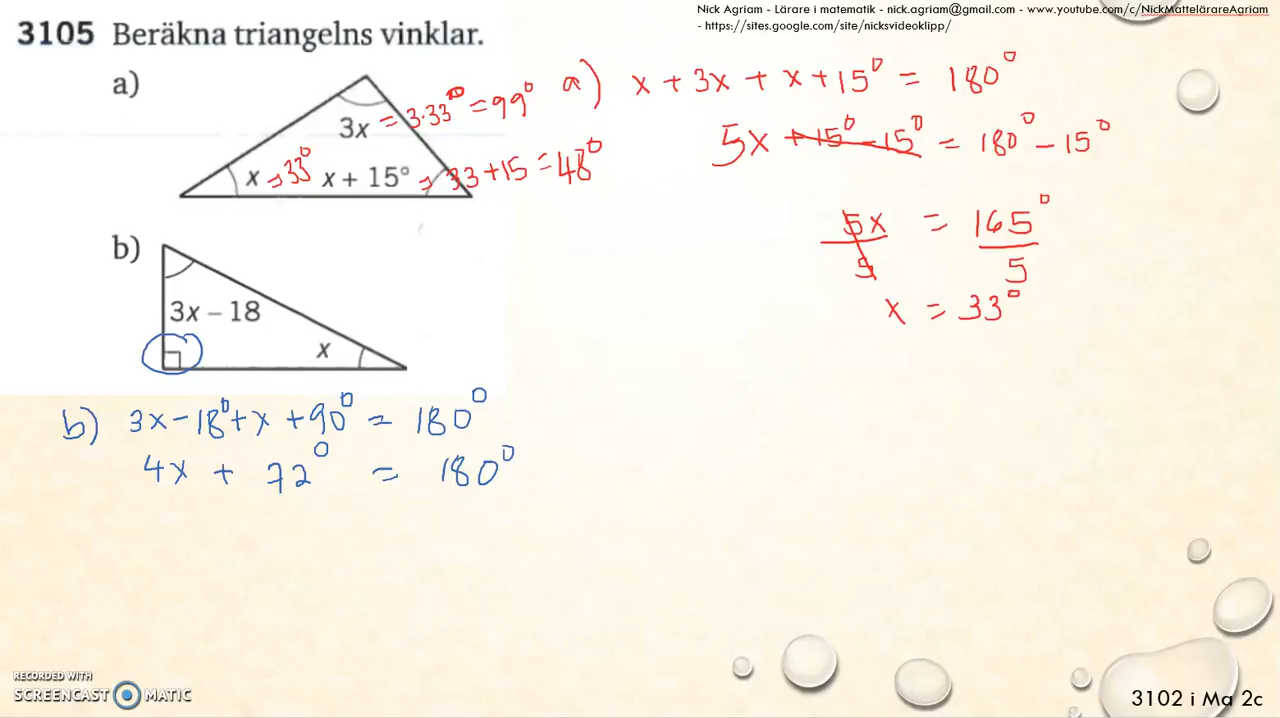 Nick Agriam - Lärare i matematik - nick.agriam@gmail.com - www.youtube.com/c/NickMattelärareAgriam
- https://sites.google.com/site/nicksvideoklipp/
3105 Beräkna triangelns vinklar.
a)
3x = 3·33° = 99°
x = 33° x + 15° = 33 + 15 = 48°
a) x + 3x + x + 15° = 180°
5x + 15° - 15° = 180° - 15°
5x = 165°
5 5
x = 33°
b)
3x – 18
x
b) 3x - 18° + x + 90° = 180°
4x + 72° = 180°
RECORDED WITH
SCREENCAST MATIC
3102 i Ma 2c